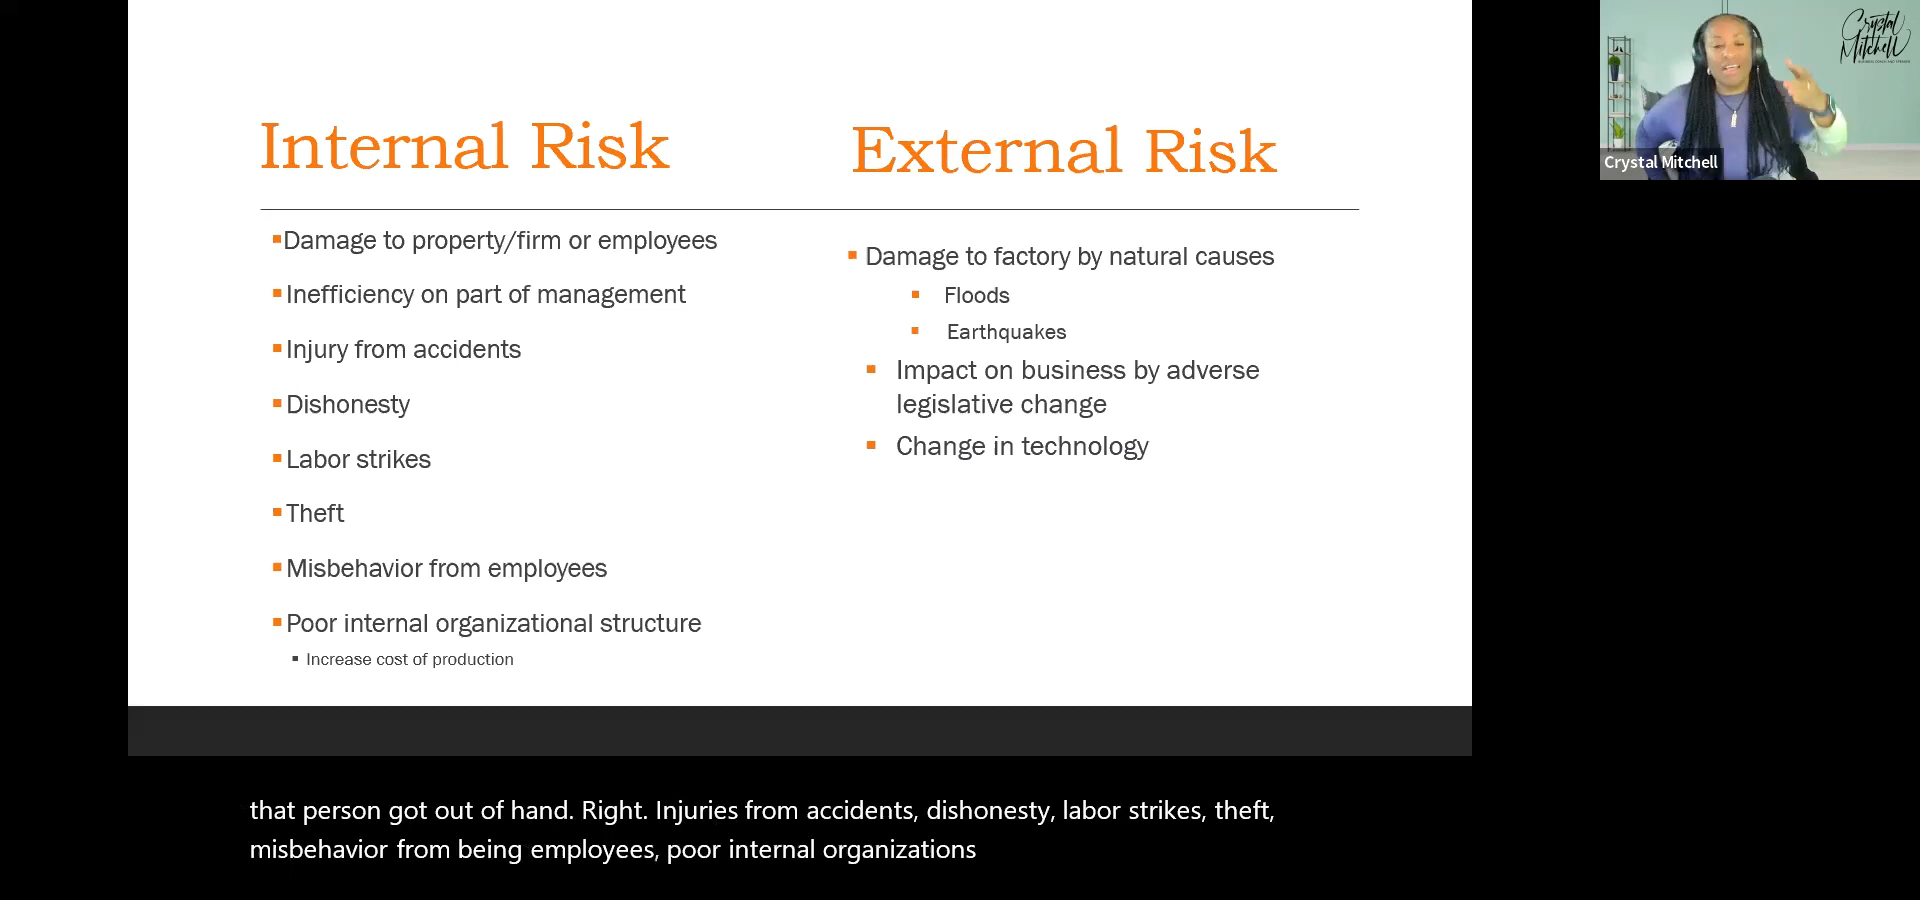 Internal Risk
Damage to property/firm or employees
Inefficiency on part of management
Injury from accidents
Dishonesty
Labor strikes
Theft
Misbehavior from employees
Poor internal organizational structure
Increase cost of production
External Risk
Damage to factory by natural causes
Floods
Earthquakes
Impact on business by adverse
legislative change
Change in technology
Crystal
Mitchell
Crystal Mitchell
that person got out of hand. Right. Injuries from accidents, dishonesty, labor strikes, theft,
misbehavior from being employees, poor internal organizations